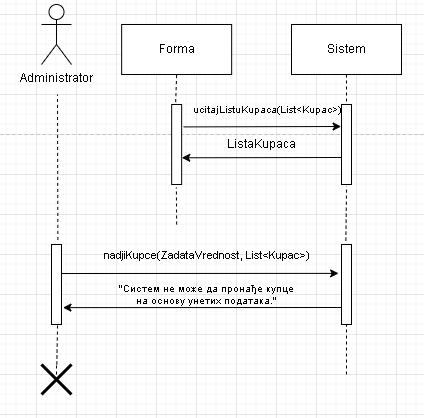 Forma
Sistem
Administrator
ucitajListuKupaca(List<Kupac>)
ListaKupaca
nadjiKupce(ZadataVrednost, List<Kupac>)
"Систем не може да пронађе купце
на основу унетих података."